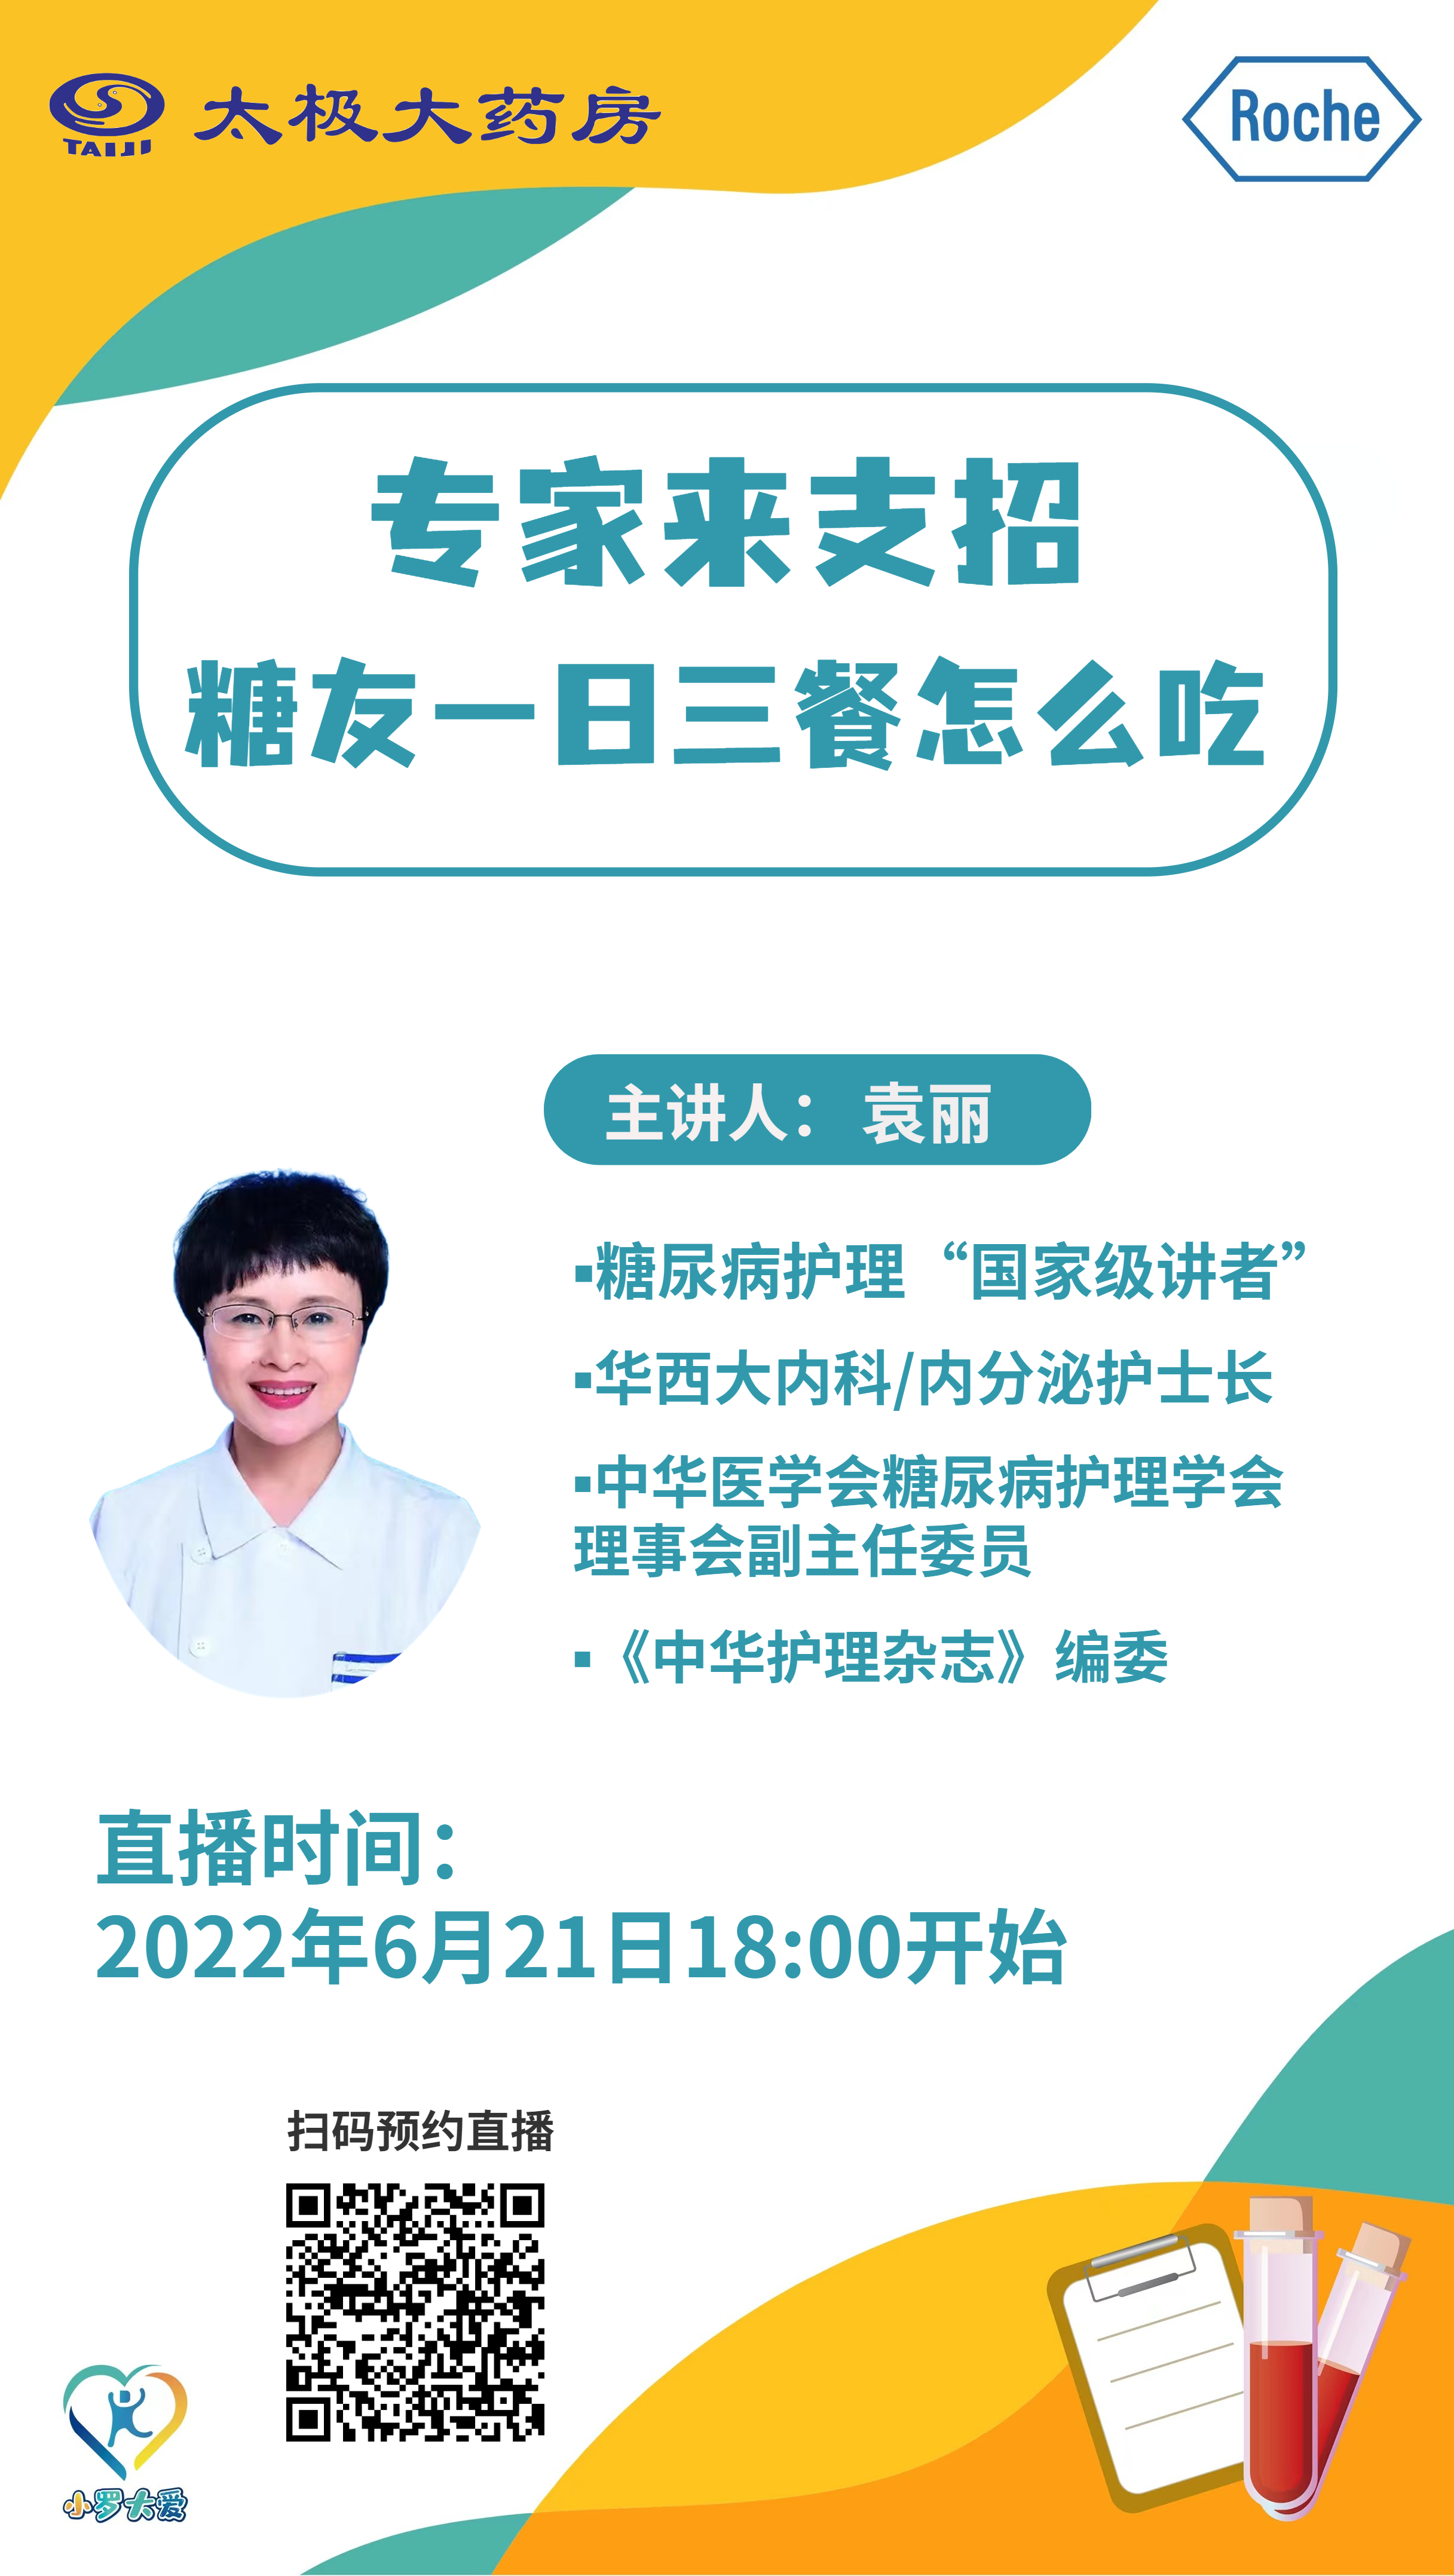 TAIJI
太极大药房
Roche
专家来支招
糖友一日三餐怎么吃
主讲人： 袁丽
▪糖尿病护理“国家级讲者”
▪华西大内科/内分泌护士长
▪中华医学会糖尿病护理学会
理事会副主任委员
▪《中华护理杂志》编委
直播时间：
2022年6月21日18:00开始
扫码预约直播
小罗大爱